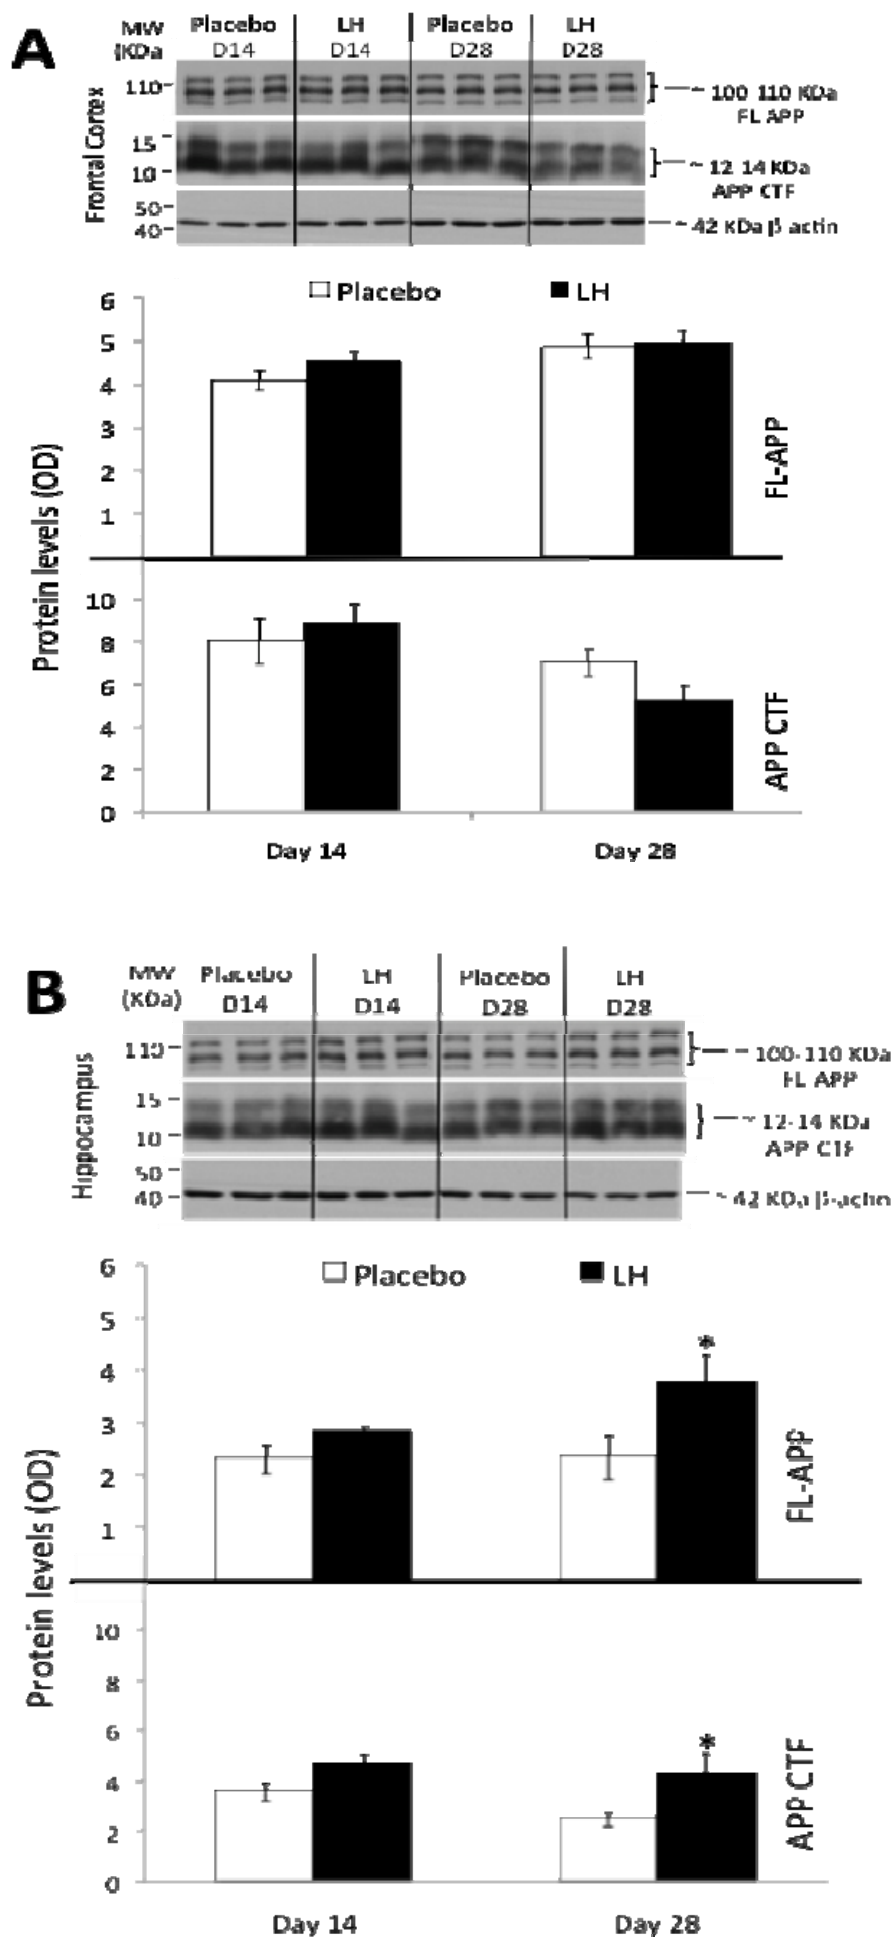 A
MW (KDa
Placebo D14
LH D14
Placebo D28
LH D28
Frontal Cortex
110
15
10
50
40
~ 100-110 KDa
FL APP
~ 12-14 KDa
APP CTF
~ 42 KDa β actin
Placebo
LH
6
5
4
3
2
1
Protein levels (OD)
FL-APP
10
8
6
4
2
0
APP CTF
Day 14
Day 28
B
MW (KDa)
Placebo D14
LH D14
Placebo D28
LH D28
Hippocampus
110
15
10
50
40
~ 100-110 KDa
FL APP
~ 12-14 KDa
APP CTF
~ 42 KDa β-actin
Placebo
LH
6
5
4
3
2
1
*
Protein levels (OD)
FL-APP
10
8
6
4
2
0
*
APP CTF
Day 14
Day 28